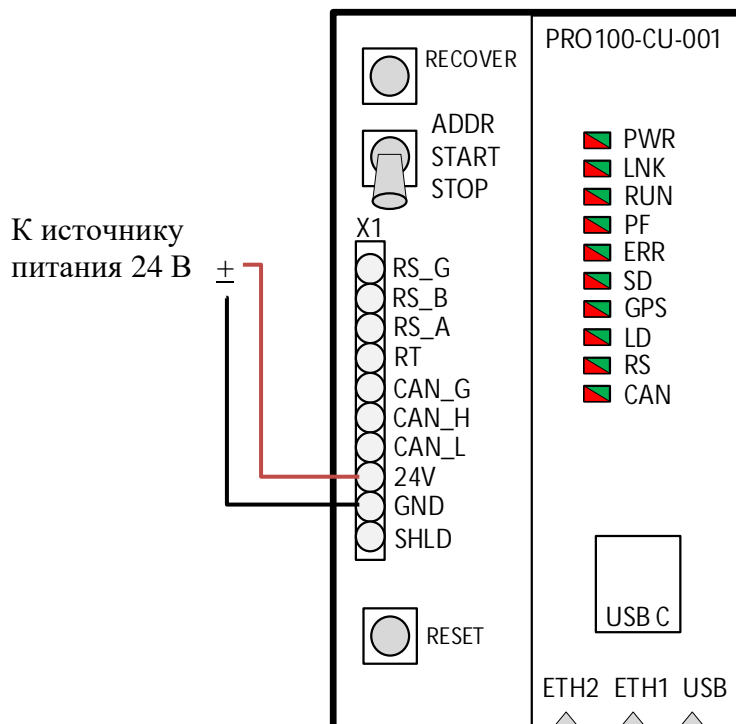 PRO100-CU-001
RECOVER
ADDR
START
STOP
К источнику
питания 24 В ±
X1
RS_G
RS_B
RS_A
RT
CAN_G
CAN_H
CAN_L
24V
GND
SHLD
RESET
PWR
LNK
RUN
PF
ERR
SD
GPS
LD
RS
CAN
USB C
ETH2 ETH1 USB